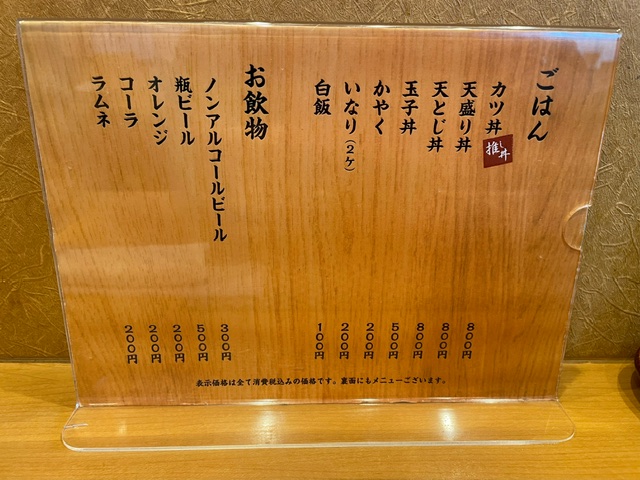 ごはん
カツ丼 推し丼 800円
天盛り丼 800円
天とじ丼 800円
玉子丼 500円
かやく 200円
いなり(2ヶ) 200円
白飯 100円
お飲物
ノンアルコールビール 300円
瓶ビール 500円
オレンジ 200円
コーラ 200円
ラムネ 200円
表示価格は全て消費税込みの価格です。裏面にもメニューございます。